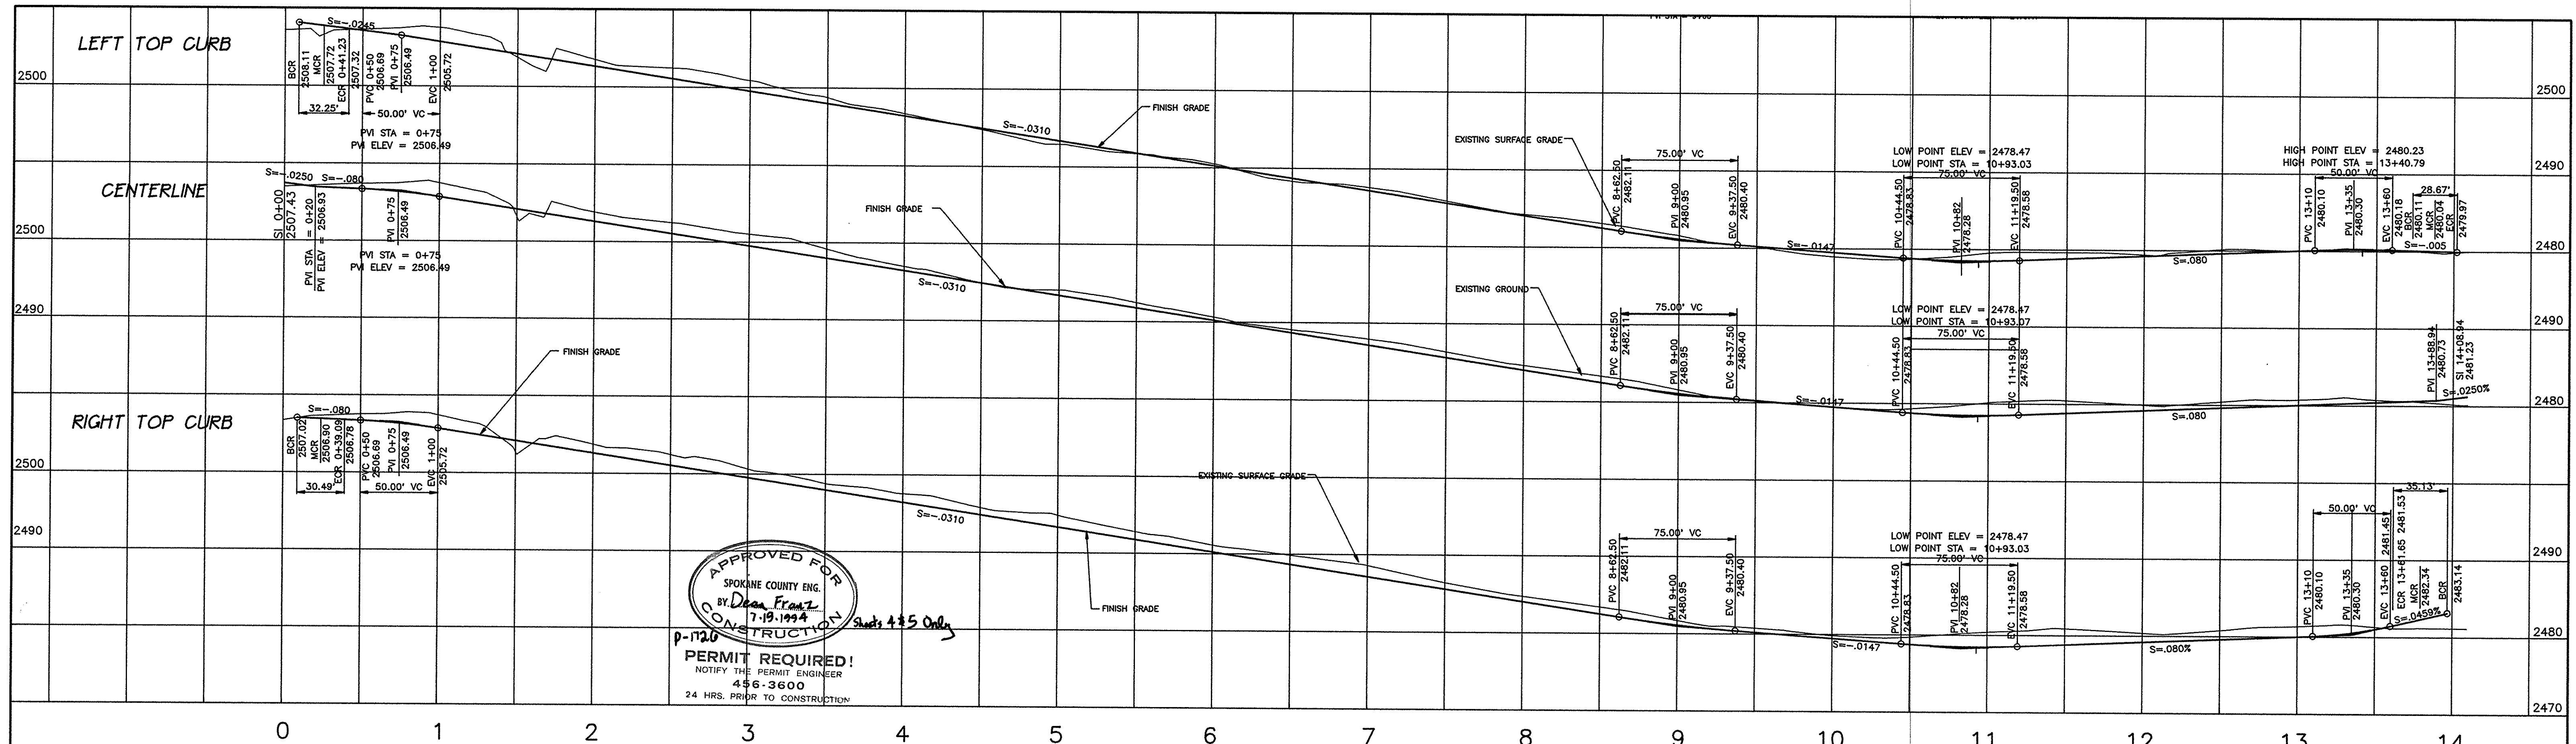 LEFT TOP CURB
S=-.0245
BCR
2508.11
MCR
2507.72
ECR 0+41.23
2507.32
PVC 0+50
2506.69
PVI 0+75
2506.49
EVC 1+00
2505.72
32.25'
50.00' VC
PVI STA = 0+75
PVI ELEV = 2506.49
2500
S=-.0310
FINISH GRADE
EXISTING SURFACE GRADE
75.00' VC
PVC 8+62.50
2482.11
PVI 9+00
2480.95
EVC 9+37.50
2480.40
S=-.0147
LOW POINT ELEV = 2478.47
LOW POINT STA = 10+93.03
75.00' VC
PVC 10+44.50
2478.83
PVI 10+82
2478.28
EVC 11+19.50
2478.58
S=.080
HIGH POINT ELEV = 2480.23
HIGH POINT STA = 13+40.79
50.00' VC
28.67'
PVC 13+10
2480.10
PVI 13+35
2480.30
EVC 13+60
2480.18
BCR
2480.11
MCR
2480.04
ECR
2479.97
S=-.005
2500
2490
2480
CENTERLINE
S=-.0250
S=-.080
SI 0+00
2507.43
PVI STA = 0+20
PVI ELEV = 2506.93
PVI 0+75
2506.49
PVI STA = 0+75
PVI ELEV = 2506.49
2500
2490
S=-.0310
FINISH GRADE
EXISTING GROUND
75.00' VC
PVC 8+62.50
2482.11
PVI 9+00
2480.95
EVC 9+37.50
2480.40
S=-.0147
LOW POINT ELEV = 2478.47
LOW POINT STA = 10+93.07
75.00' VC
PVC 10+44.50
2478.83
EVC 11+19.50
2478.58
S=.080
PVI 13+88.94
2480.73
SI 14+08.94
2481.23
S=.0250%
2490
2480
RIGHT TOP CURB
S=-.080
BCR
2507.02
MCR
2506.90
ECR 0+39.09
2506.78
PVC 0+50
2506.69
PVI 0+75
2506.49
EVC 1+00
2505.72
30.49'
50.00' VC
2500
2490
FINISH GRADE
S=-.0310
EXISTING SURFACE GRADE
FINISH GRADE
75.00' VC
PVC 8+62.50
2482.11
PVI 9+00
2480.95
EVC 9+37.50
2480.40
S=-.0147
LOW POINT ELEV = 2478.47
LOW POINT STA = 10+93.03
75.00' VC
PVC 10+44.50
2478.83
PVI 10+82
2478.28
EVC 11+19.50
2478.58
S=.080%
50.00' VC
35.13'
PVC 13+10
2480.10
PVI 13+35
2480.30
EVC 13+60 2481.45
ECR 13+61.65 2481.53
MCR
2482.34
BCR
2483.14
S=.0459%
2490
2480
2470
APPROVED FOR
SPOKANE COUNTY ENG.
BY Dean Franz
7-19-1994
CONSTRUCTION
P-1726
Sheets 4 & 5 Only
PERMIT REQUIRED!
NOTIFY THE PERMIT ENGINEER
456-3600
24 HRS. PRIOR TO CONSTRUCTION
0 1 2 3 4 5 6 7 8 9 10 11 12 13 14